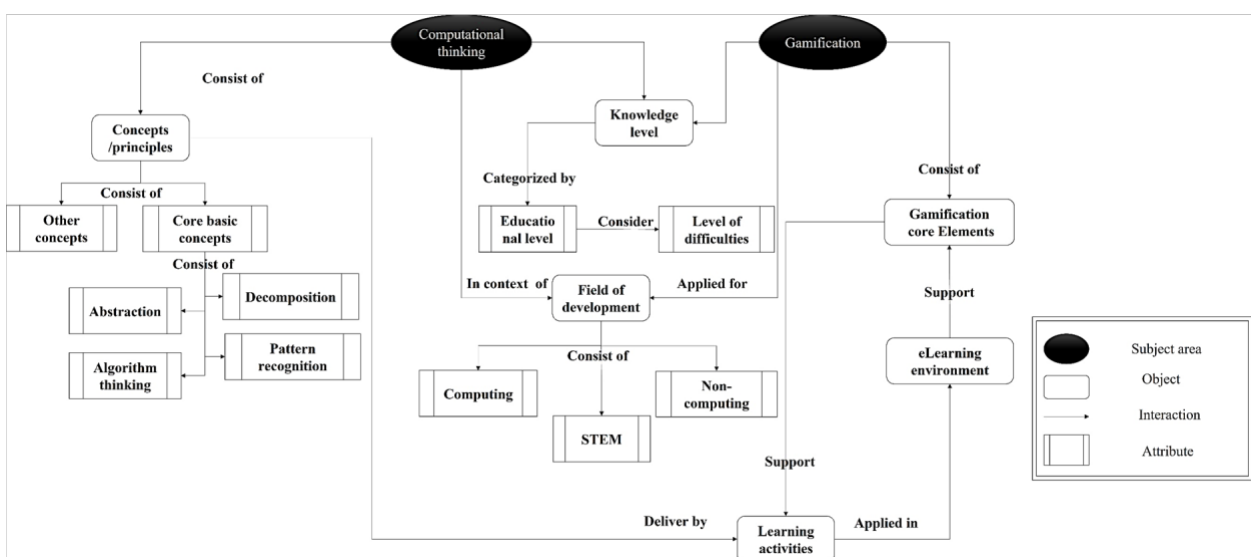 Computational
thinking
Gamification
Consist of
Knowledge
level
Concepts
/principles
Consist of
Categorized by
Consist of
Other
concepts
Core basic
concepts
Educatio
nal level
Consider
Level of
difficulties
Gamification
core Elements
Consist of
In context of
Field of
development
Applied for
Support
Abstraction
Decomposition
Algorithm
thinking
Pattern
recognition
Consist of
eLearning
environment
Computing
Non-
computing
STEM
Support
Deliver by
Learning
activities
Applied in
Subject area
Object
Interaction
Attribute